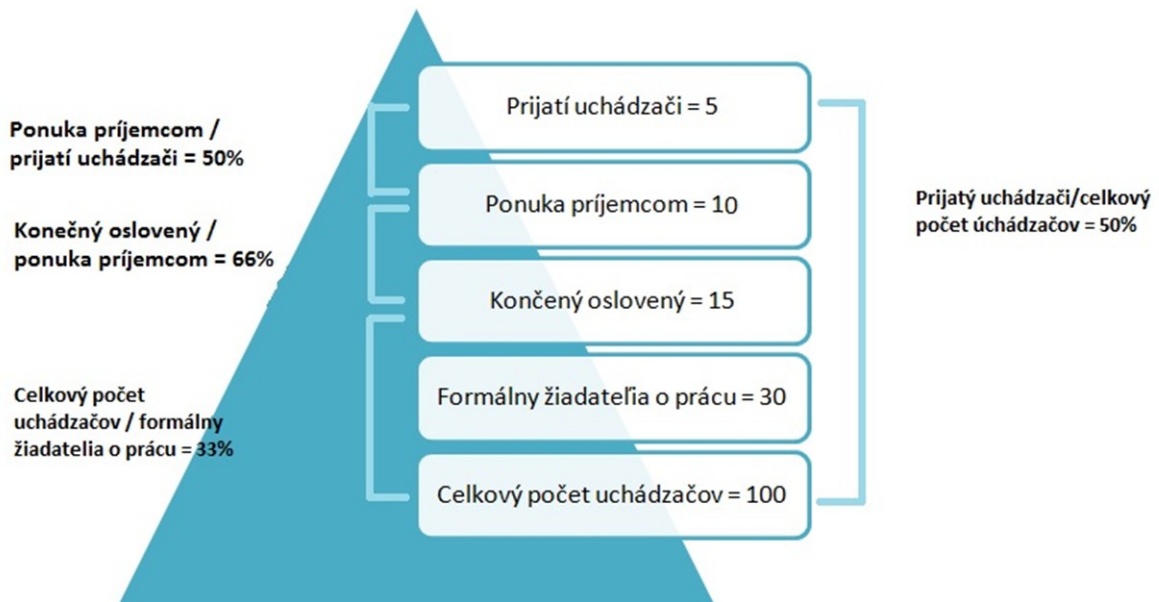 Ponuka príjemcom /
prijatí uchádzači = 50%
Konečný oslovený /
ponuka príjemcom = 66%
Celkový počet
uchádzačov / formálny
žiadatelia o prácu = 33%
Prijatí uchádzači = 5
Ponuka príjemcom = 10
Končený oslovený = 15
Formálny žiadateľia o prácu = 30
Celkový počet uchádzačov = 100
Prijatý uchádzači/celkový
počet úchádzačov = 50%